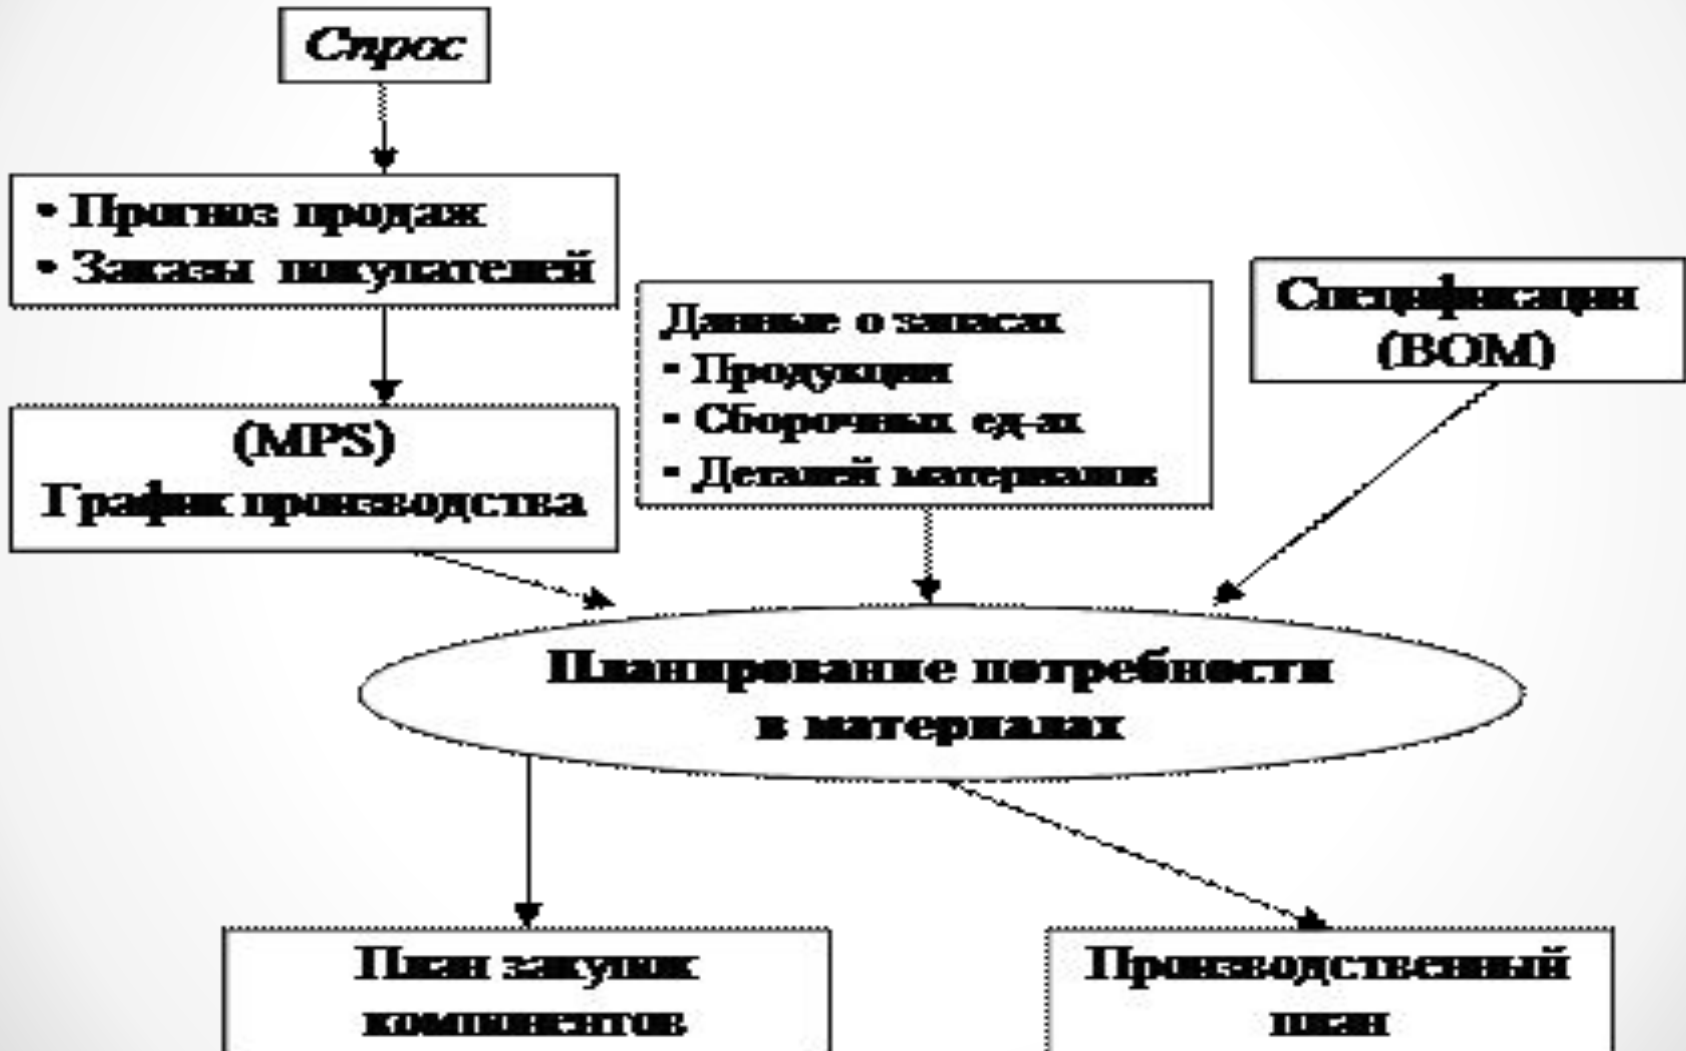 Спрос
• Прогноз продаж
• Заказы покупателей
(MPS)
График производства
Данные о запасах
▪ Продукции
▪ Сборочных ед-ах
▪ Деталей материалов
Спецификации
(BOM)
Планирование потребности
в материалах
План закупок
компонентов
Производственный
план